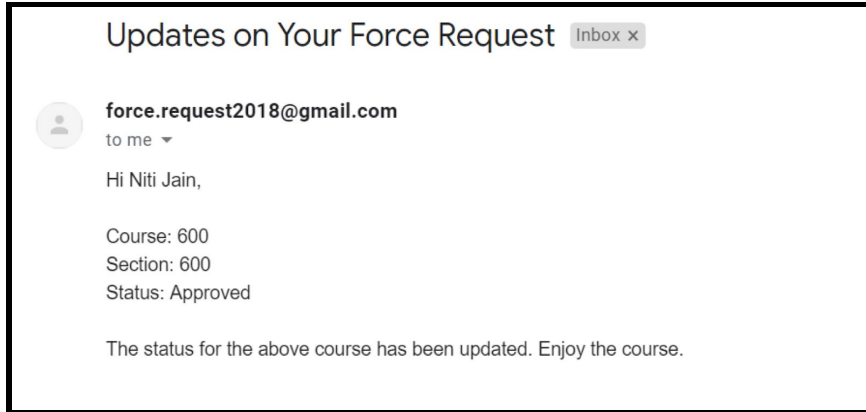 Updates on Your Force Request Inbox x
force.request2018@gmail.com
to me
Hi Niti Jain,
Course: 600
Section: 600
Status: Approved
The status for the above course has been updated. Enjoy the course.